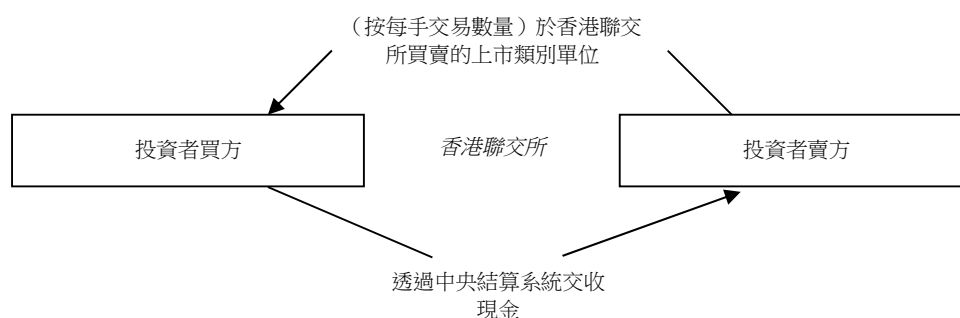 （按每手交易數量）於香港聯交
所買賣的上市類別單位
投資者買方
香港聯交所
投資者賣方
透過中央結算系統交收
現金